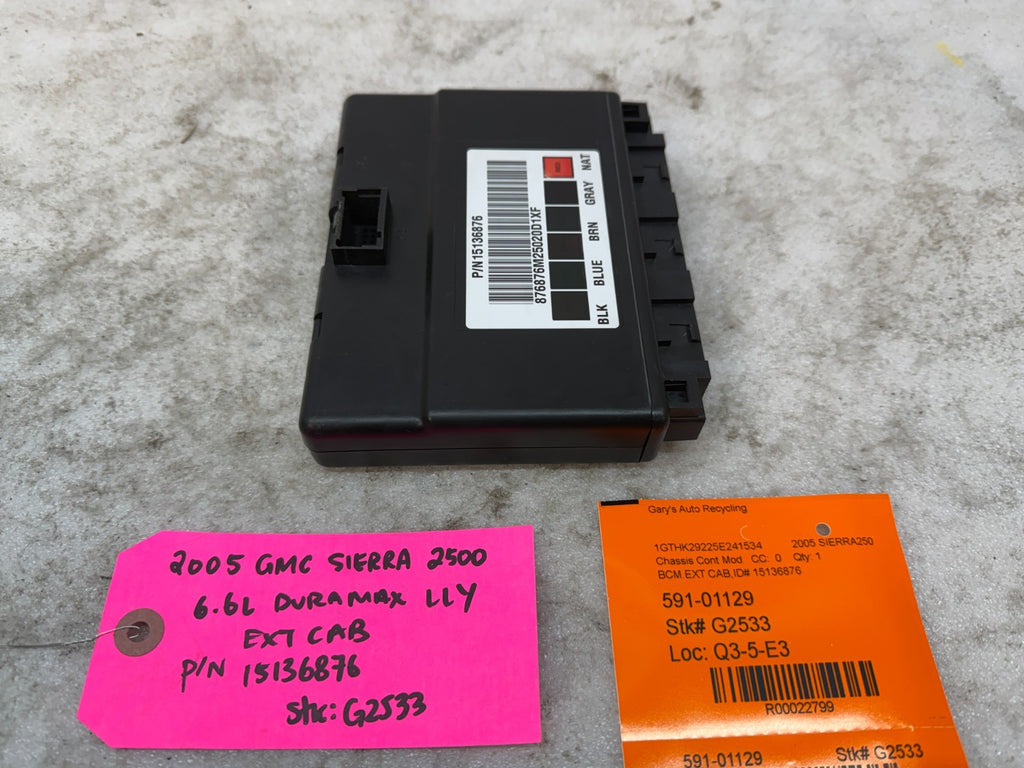 P/N15136876
876876M25020D1XF
BLK BLUE BRN GRAY NAT
2005 GMC SIERRA 2500
6.6L DURAMAX LLY
EXT CAB
P/N 15136876
Stk: G2533
Gary's Auto Recycling
1GTHK29225E241534 2005 SIERRA250
Chassis Cont Mod CC: 0 Qty: 1
BCM EXT CAB,ID# 15136876
591-01129
Stk# G2533
Loc: Q3-5-E3
R00022799
591-01129 Stk# G2533